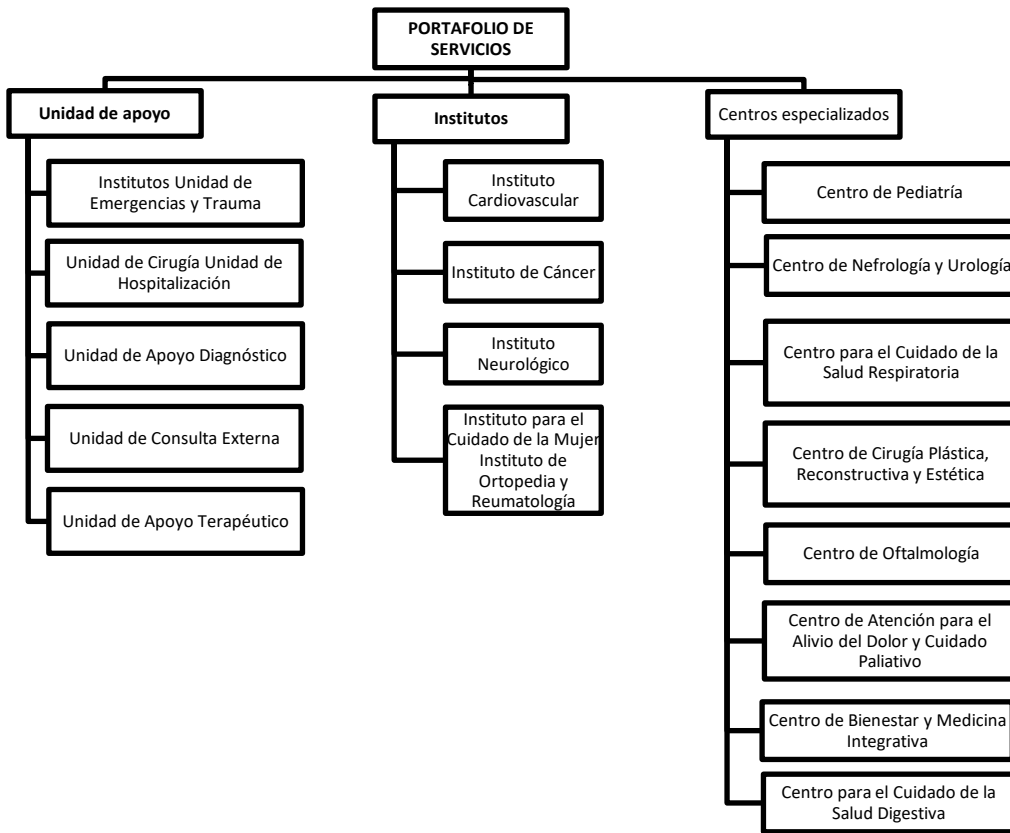 PORTAFOLIO DE
SERVICIOS
Unidad de apoyo
Institutos Unidad de
Emergencias y Trauma
Unidad de Cirugía Unidad de
Hospitalización
Unidad de Apoyo Diagnóstico
Unidad de Consulta Externa
Unidad de Apoyo Terapéutico
Institutos
Instituto
Cardiovascular
Instituto de Cáncer
Instituto
Neurológico
Instituto para el
Cuidado de la Mujer
Instituto de
Ortopedia y
Reumatología
Centros especializados
Centro de Pediatría
Centro de Nefrología y Urología
Centro para el Cuidado de la
Salud Respiratoria
Centro de Cirugía Plástica,
Reconstructiva y Estética
Centro de Oftalmología
Centro de Atención para el
Alivio del Dolor y Cuidado
Paliativo
Centro de Bienestar y Medicina
Integrativa
Centro para el Cuidado de la
Salud Digestiva